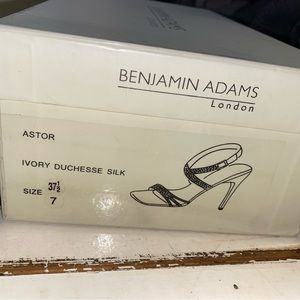 BENJAMIN ADAMS
London
ASTOR
IVORY DUCHESSE SILK
SIZE 37½
7